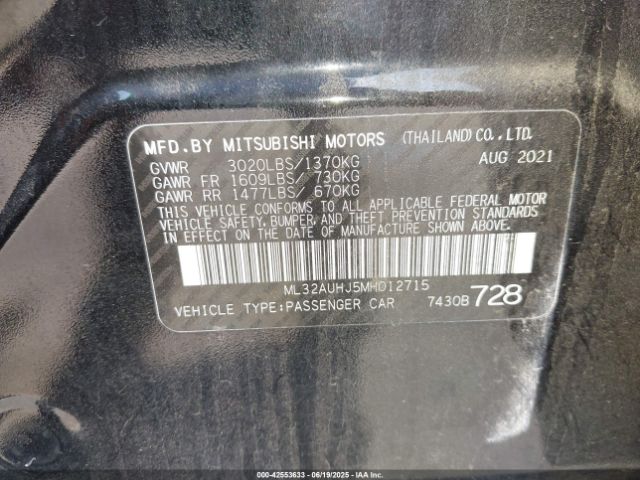 MFD.BY MITSUBISHI MOTORS (THAILAND)CO.,LTD.
GVWR 3020LBS/1370KG AUG 2021
GAWR FR 1609LBS/ 730KG
GAWR RR 1477LBS/ 670KG
THIS VEHICLE CONFORMS TO ALL APPLICABLE FEDERAL MOTOR
VEHICLE SAFETY, BUMPER, AND THEFT PREVENTION STANDARDS
IN EFFECT ON THE DATE OF MANUFACTURE SHOWN ABOVE.
ML32AUHJ5MH012715
VEHICLE TYPE:PASSENGER CAR 7430B 728
000-42553633 - 06/19/2025 - IAA Inc.